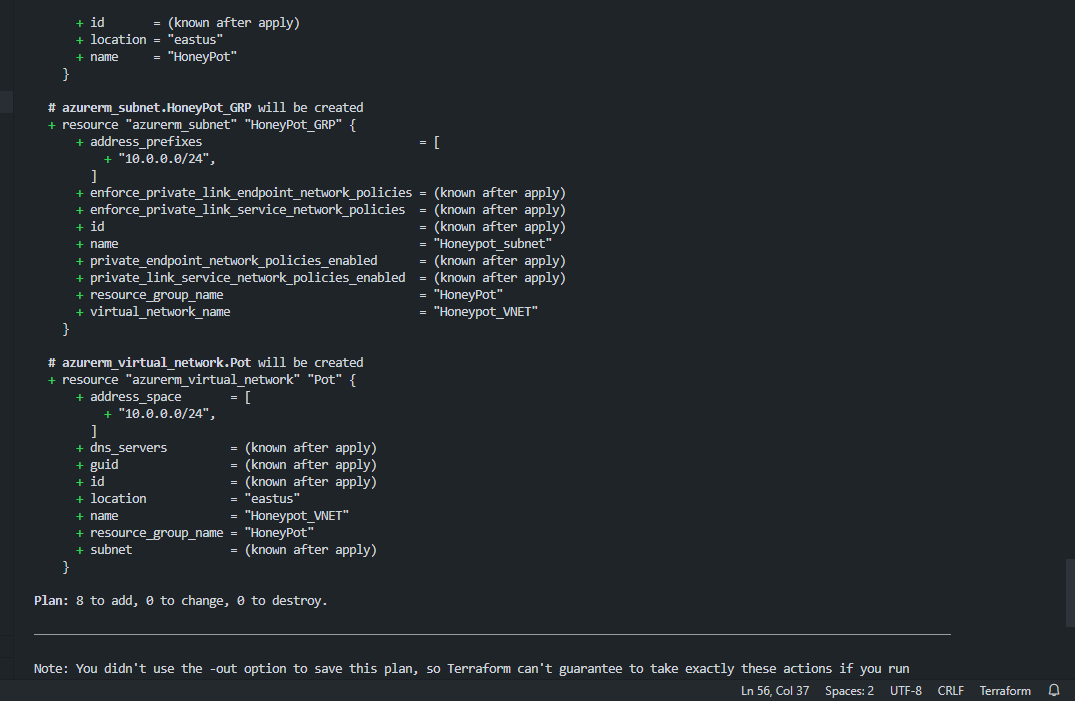 + id       = (known after apply)
+ location = "eastus"
+ name     = "HoneyPot"
}
# azurerm_subnet.HoneyPot_GRP will be created
+ resource "azurerm_subnet" "HoneyPot_GRP" {
+ address_prefixes                               = [
+ "10.0.0.0/24",
]
+ enforce_private_link_endpoint_network_policies = (known after apply)
+ enforce_private_link_service_network_policies  = (known after apply)
+ id                                             = (known after apply)
+ name                                           = "Honeypot_subnet"
+ private_endpoint_network_policies_enabled      = (known after apply)
+ private_link_service_network_policies_enabled  = (known after apply)
+ resource_group_name                            = "HoneyPot"
+ virtual_network_name                           = "Honeypot_VNET"
}
# azurerm_virtual_network.Pot will be created
+ resource "azurerm_virtual_network" "Pot" {
+ address_space       = [
+ "10.0.0.0/24",
]
+ dns_servers         = (known after apply)
+ guid                = (known after apply)
+ id                  = (known after apply)
+ location            = "eastus"
+ name                = "Honeypot_VNET"
+ resource_group_name = "HoneyPot"
+ subnet              = (known after apply)
}
Plan: 8 to add, 0 to change, 0 to destroy.
Note: You didn't use the -out option to save this plan, so Terraform can't guarantee to take exactly these actions if you run
Ln 56, Col 37 Spaces: 2 UTF-8 CRLF Terraform